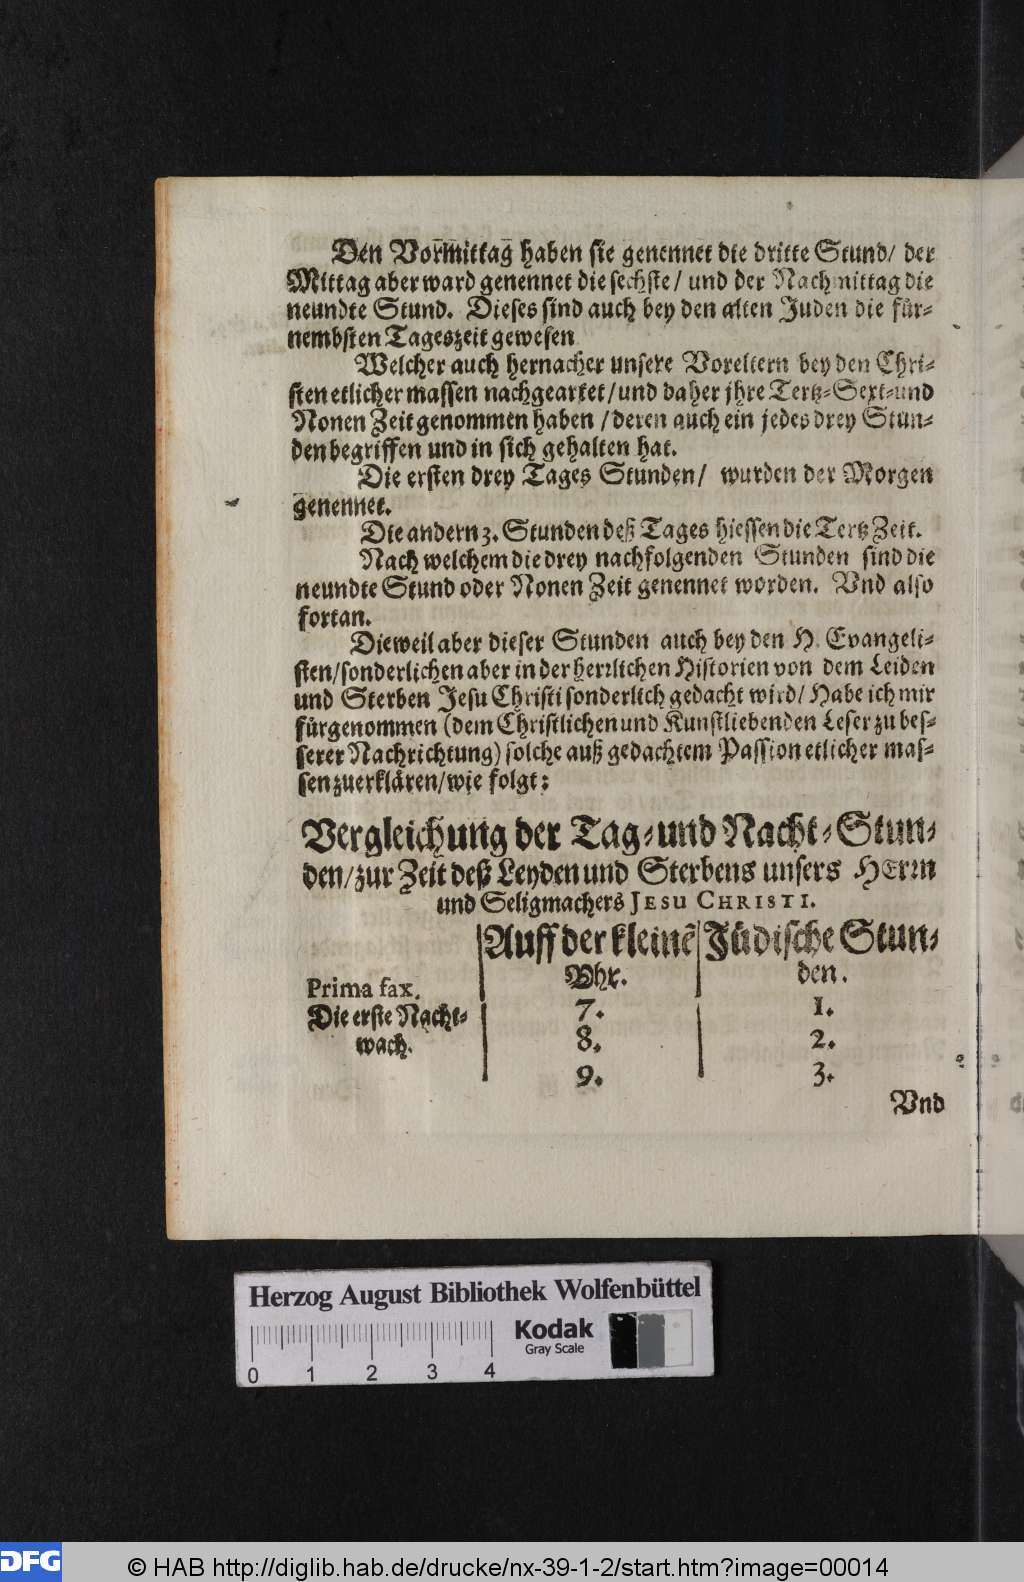 Den Vormittag haben sie genennet die dritte Stund/ der
Mittag aber ward genennet die sechste / und der Nachmittag die
neundte Stund. Dieses sind auch bey den alten Juden die für-
nembsten Tageszeit gewesen
Welcher auch hernacher unsere Voreltern bey den Chri-
sten etlicher massen nachgeartet / und daher jhre Tertz-Sext-und
Nonen Zeit genommen haben / deren auch ein jedes drey Stun-
den begriffen und in sich gehalten hat.
Die ersten drey Tages Stunden/ wurden der Morgen
genennet.
Die andern 3. Stunden deß Tages hiessen die Tertz Zeit.
Nach welchem die drey nachfolgenden Stunden sind die
neundte Stund oder Nonen Zeit genennet worden. Vnd also
fortan.
Dieweil aber dieser Stunden auch bey den H. Evangeli-
sten/sonderlichen aber in der herrlichen Historien von dem Leiden
und Sterben Jesu Christi sonderlich gedacht wird/ Habe ich mir
fürgenommen (dem Christlichen und Kunstliebenden Leser zu bes-
serer Nachrichtung) solche auß gedachtem Passion etlicher mas-
sen zuerklären/wie folgt:
Vergleichung der Tag-und Nacht-Stun-
den/zur Zeit deß Leyden und Sterbens unsers HErrn
und Seligmachers JESU CHRISTI.
Auff der kleinẽ Jüdische Stun-
Vhr. den.
Prima fax.
Die erste Nacht- 7. 1.
wach. 8. 2.
9. 3.
Vnd
Herzog August Bibliothek Wolfenbüttel
Kodak
Gray Scale
0 1 2 3 4
DFG
© HAB http://diglib.hab.de/drucke/nx-39-1-2/start.htm?image=00014